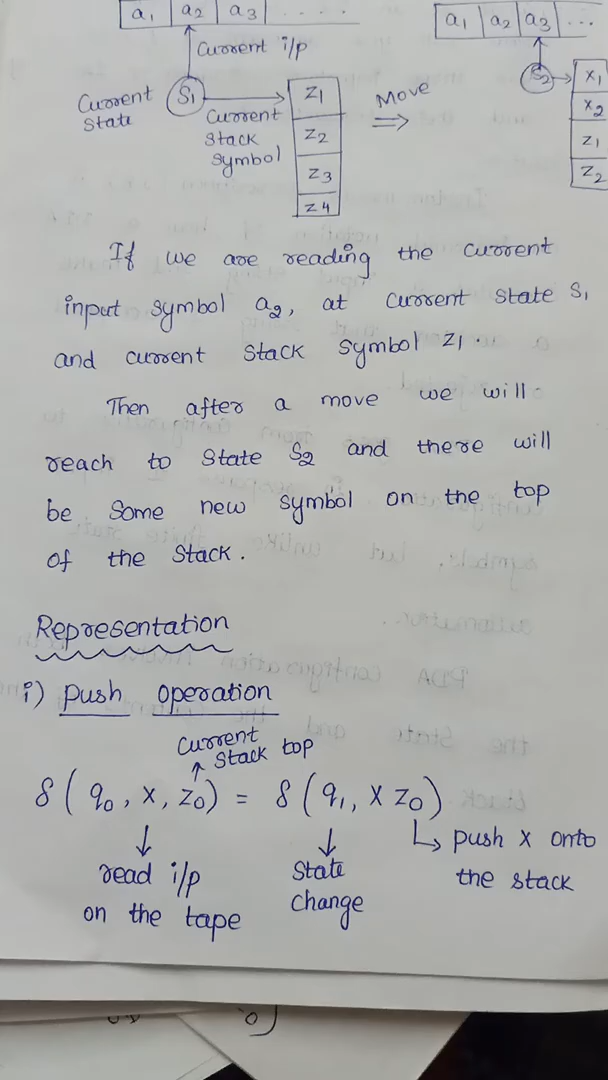 a1 a2 a3 ....
a1 a2 a3 ...
Current i/p
Current State
S1
Current Stack Symbol
Z1
Z2
Z3
Z4
Move
⇒
S2
X1
X2
Z1
Z2
If we are reading the current
input symbol a2, at current state S1
and current stack symbol Z1.
Then after a move we will
reach to state S2 and there will
be some new symbol on the top
of the stack.
Representation
i) Push operation
Current
Stack top
δ(q0, X, Z0) = δ(q1, X Z0)
read i/p
on the tape
State
change
push X onto
the stack